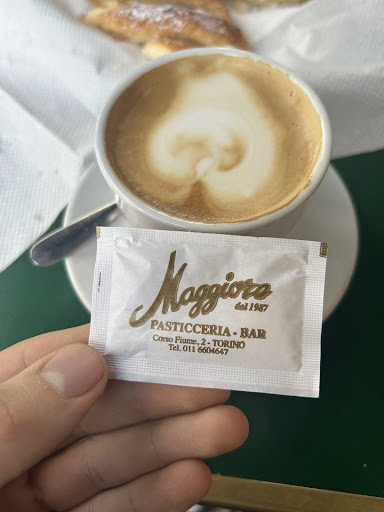 Maggiora
dal 1987
PASTICCERIA - BAR
Corso Fiume, 2 - TORINO
Tel. 011 6604647